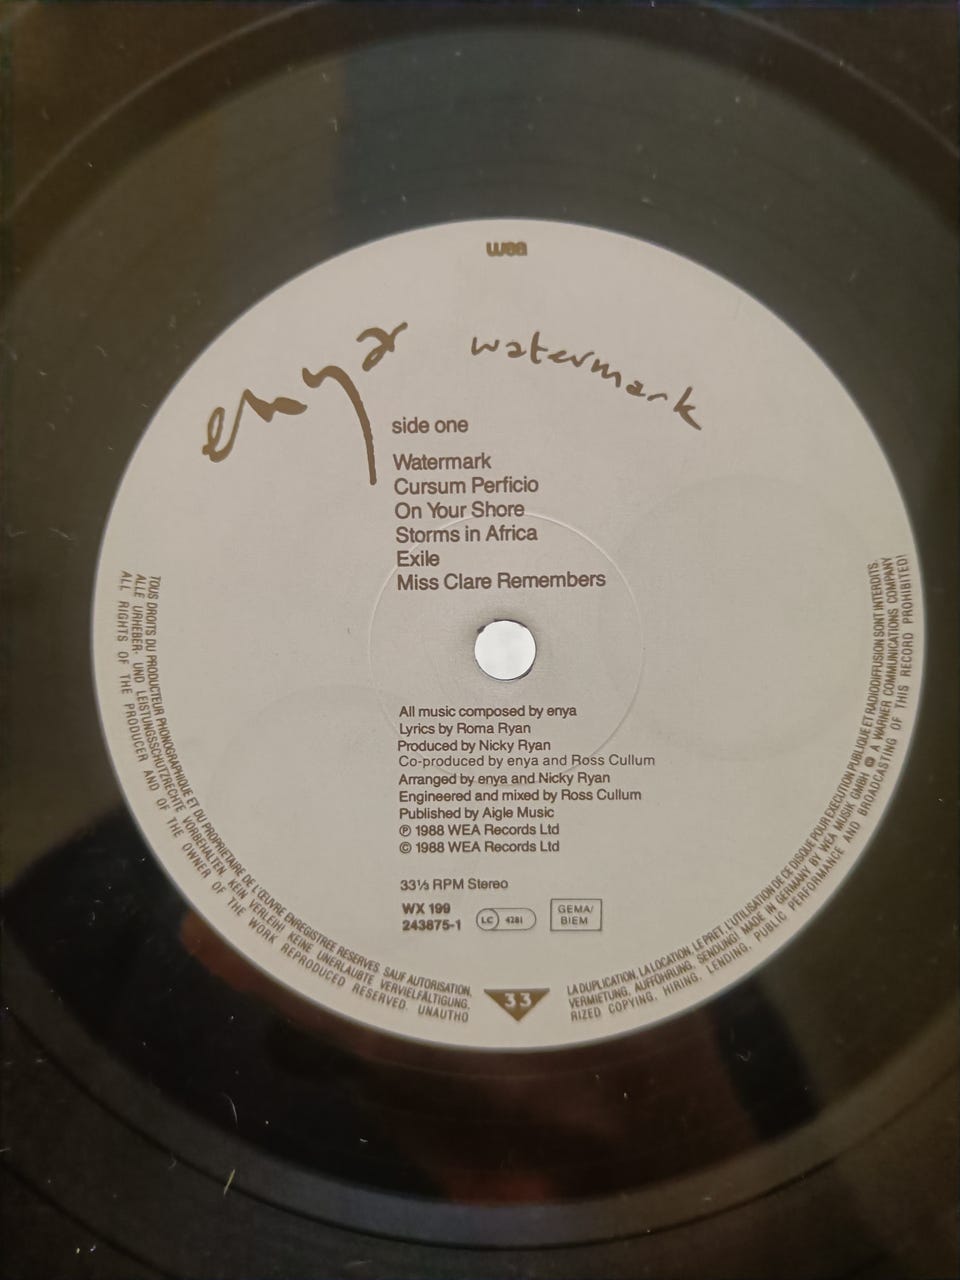 wea
enya watermark
side one
Watermark
Cursum Perficio
On Your Shore
Storms in Africa
Exile
Miss Clare Remembers
All music composed by enya
Lyrics by Roma Ryan
Produced by Nicky Ryan
Co-produced by enya and Ross Cullum
Arranged by enya and Nicky Ryan
Engineered and mixed by Ross Cullum
Published by Aigle Music
℗ 1988 WEA Records Ltd
© 1988 WEA Records Ltd
33⅓ RPM Stereo
WX 199
243875-1
LC 4281
GEMA/
BIEM
33
TOUS DROITS DU PRODUCTEUR PHONOGRAPHIQUE ET DU PROPRIETAIRE DE L'ŒUVRE ENREGISTREE RESERVES. SAUF AUTORISATION, LA DUPLICATION, LA LOCATION, LE PRET, L'UTILISATION DE CE DISQUE POUR EXECUTION PUBLIQUE ET RADIODIFFUSION SONT INTERDITS.
ALLE URHEBER- UND LEISTUNGSSCHUTZRECHTE VORBEHALTEN. KEIN VERLEIH! KEINE UNERLAUBTE VERVIELFÄLTIGUNG, VERMIETUNG, AUFFÜHRUNG, SENDUNG! MADE IN GERMANY BY WEA MUSIK GMBH A WARNER COMMUNICATIONS COMPANY
ALL RIGHTS OF THE PRODUCER AND OF THE OWNER OF THE WORK REPRODUCED RESERVED. UNAUTHORIZED COPYING, HIRING, LENDING, PUBLIC PERFORMANCE AND BROADCASTING OF THIS RECORD PROHIBITED!